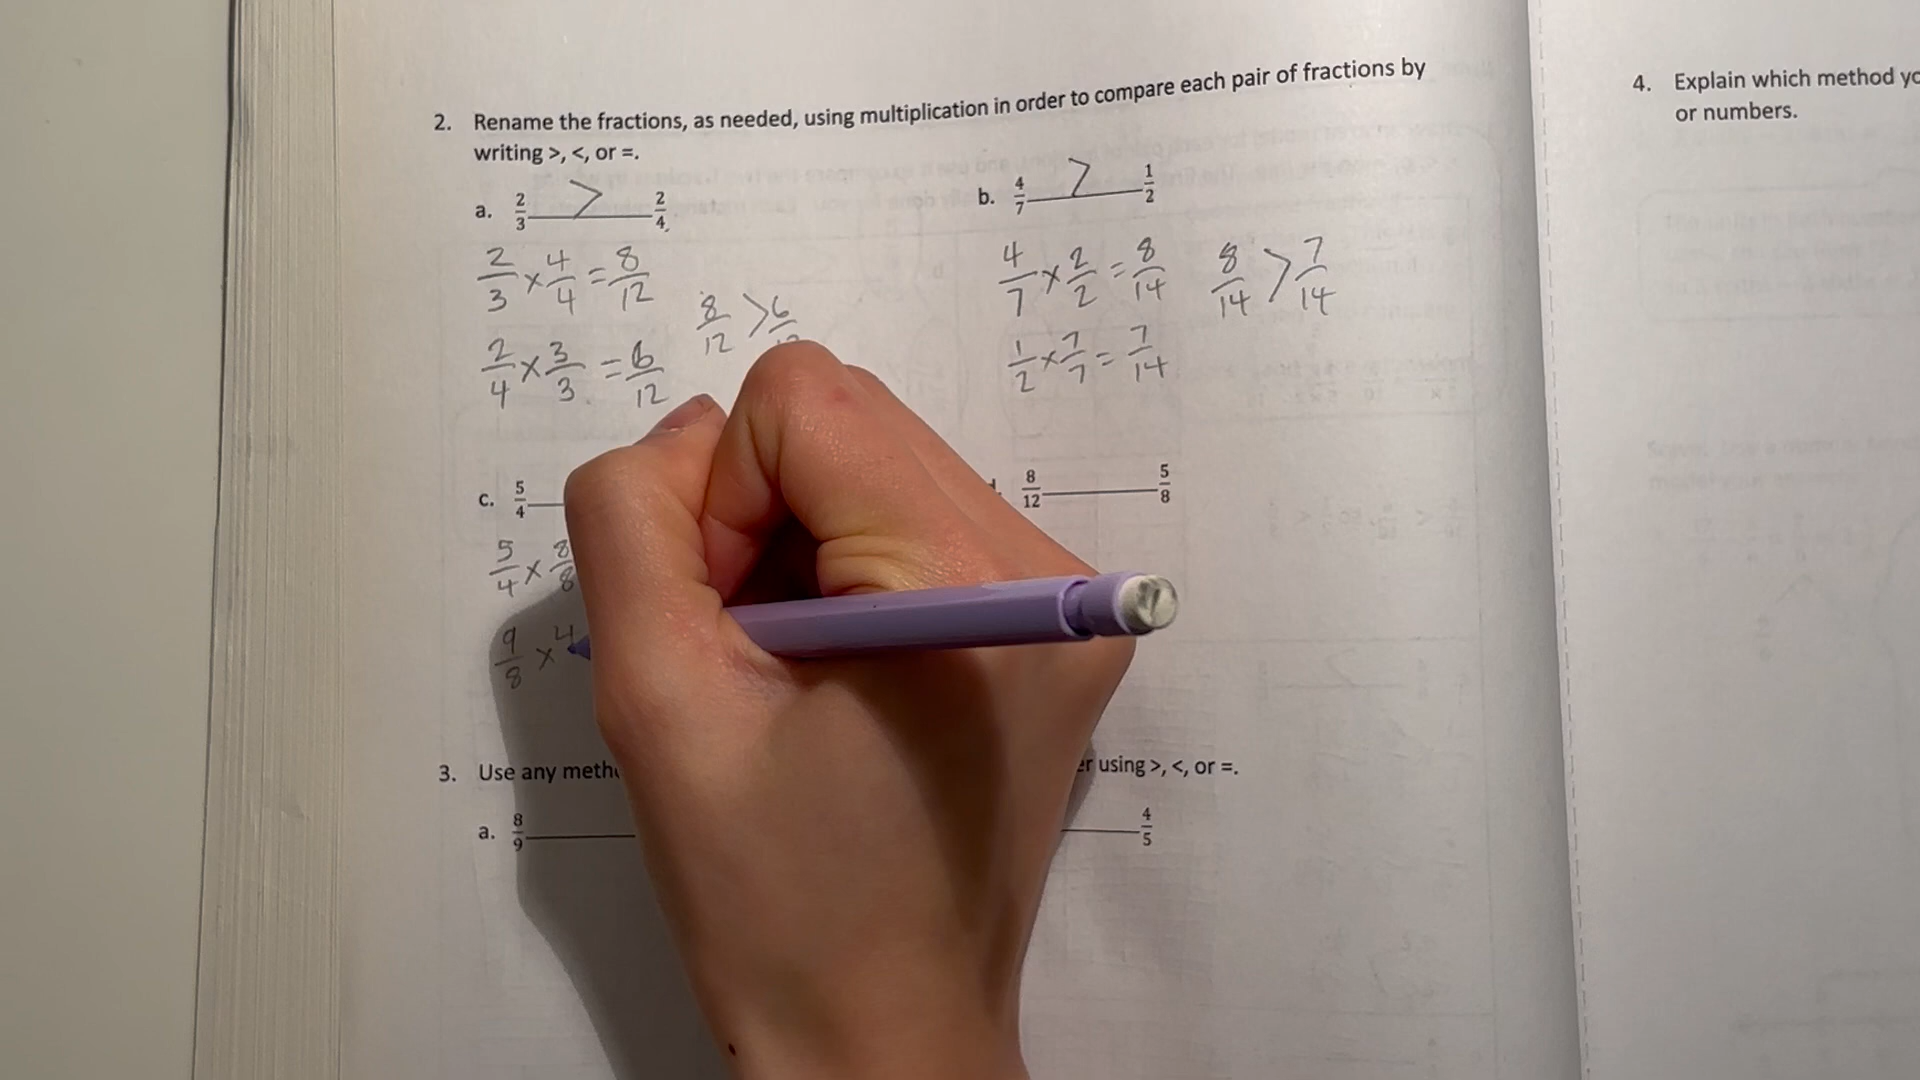 2. Rename the fractions, as needed, using multiplication in order to compare each pair of fractions by
writing >, <, or =.
a. 2/3 > 2/4
2/3 × 4/4 = 8/12
2/4 × 3/3 = 6/12
8/12 > 6/
b. 4/7 > 1/2
4/7 × 2/2 = 8/14
8/14 > 7/14
1/2 × 7/7 = 7/14
c. 5/4
5/4 × 8/8
9/8 × 4
8/12 5/8
3. Use any
using >, <, or =.
a. 8/9
4/5
4. Explain which method
or numbers.